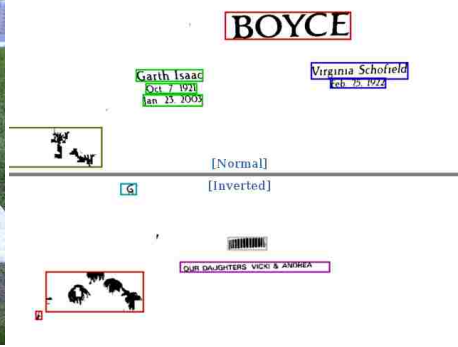 BOYCE
Garth Isaac
Oct 7 1921
Jan 23. 2003
Virginia Schofield
Feb. 25. 1922
[Normal]
[Inverted]
G
OUR DAUGHTERS VICKI & ANDREA